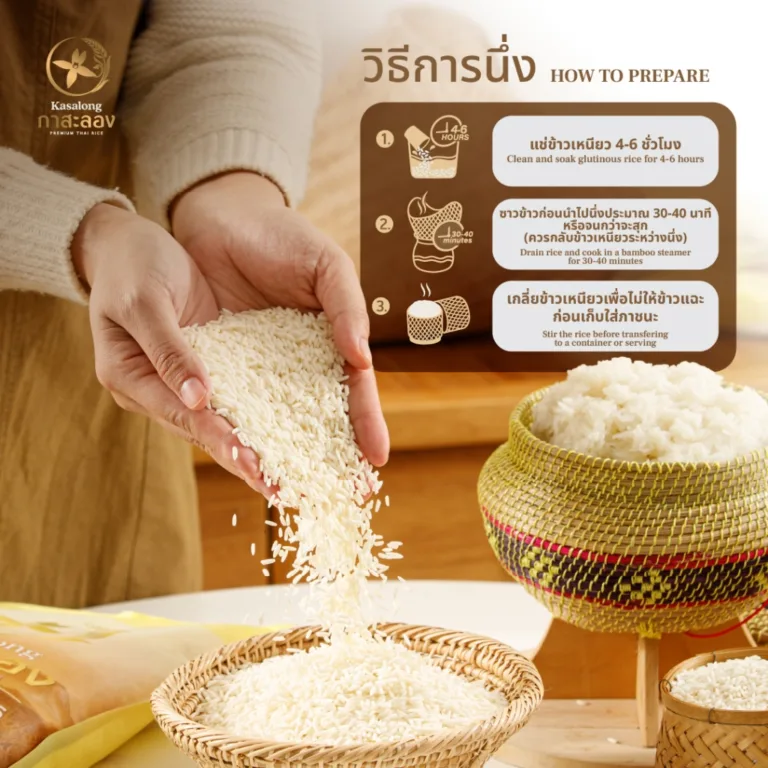 Kasalong
กาสะลอง
PREMIUM THAI RICE
วิธีการนึ่ง HOW TO PREPARE
1.
4-6
HOURS
แช่ข้าวเหนียว 4-6 ชั่วโมง
Clean and soak glutinous rice for 4-6 hours
2.
30-40
minutes
ซาวข้าวก่อนนำไปนึ่งประมาณ 30-40 นาที
หรือจนกว่าจะสุก
(ควรกลับข้าวเหนียวระหว่างนึ่ง)
Drain rice and cook in a bamboo steamer
for 30-40 minutes
3.
เกลี่ยข้าวเหนียวเพื่อไม่ให้ข้าวแฉะ
ก่อนเก็บใส่ภาชนะ
Stir the rice before transfering
to a container or serving